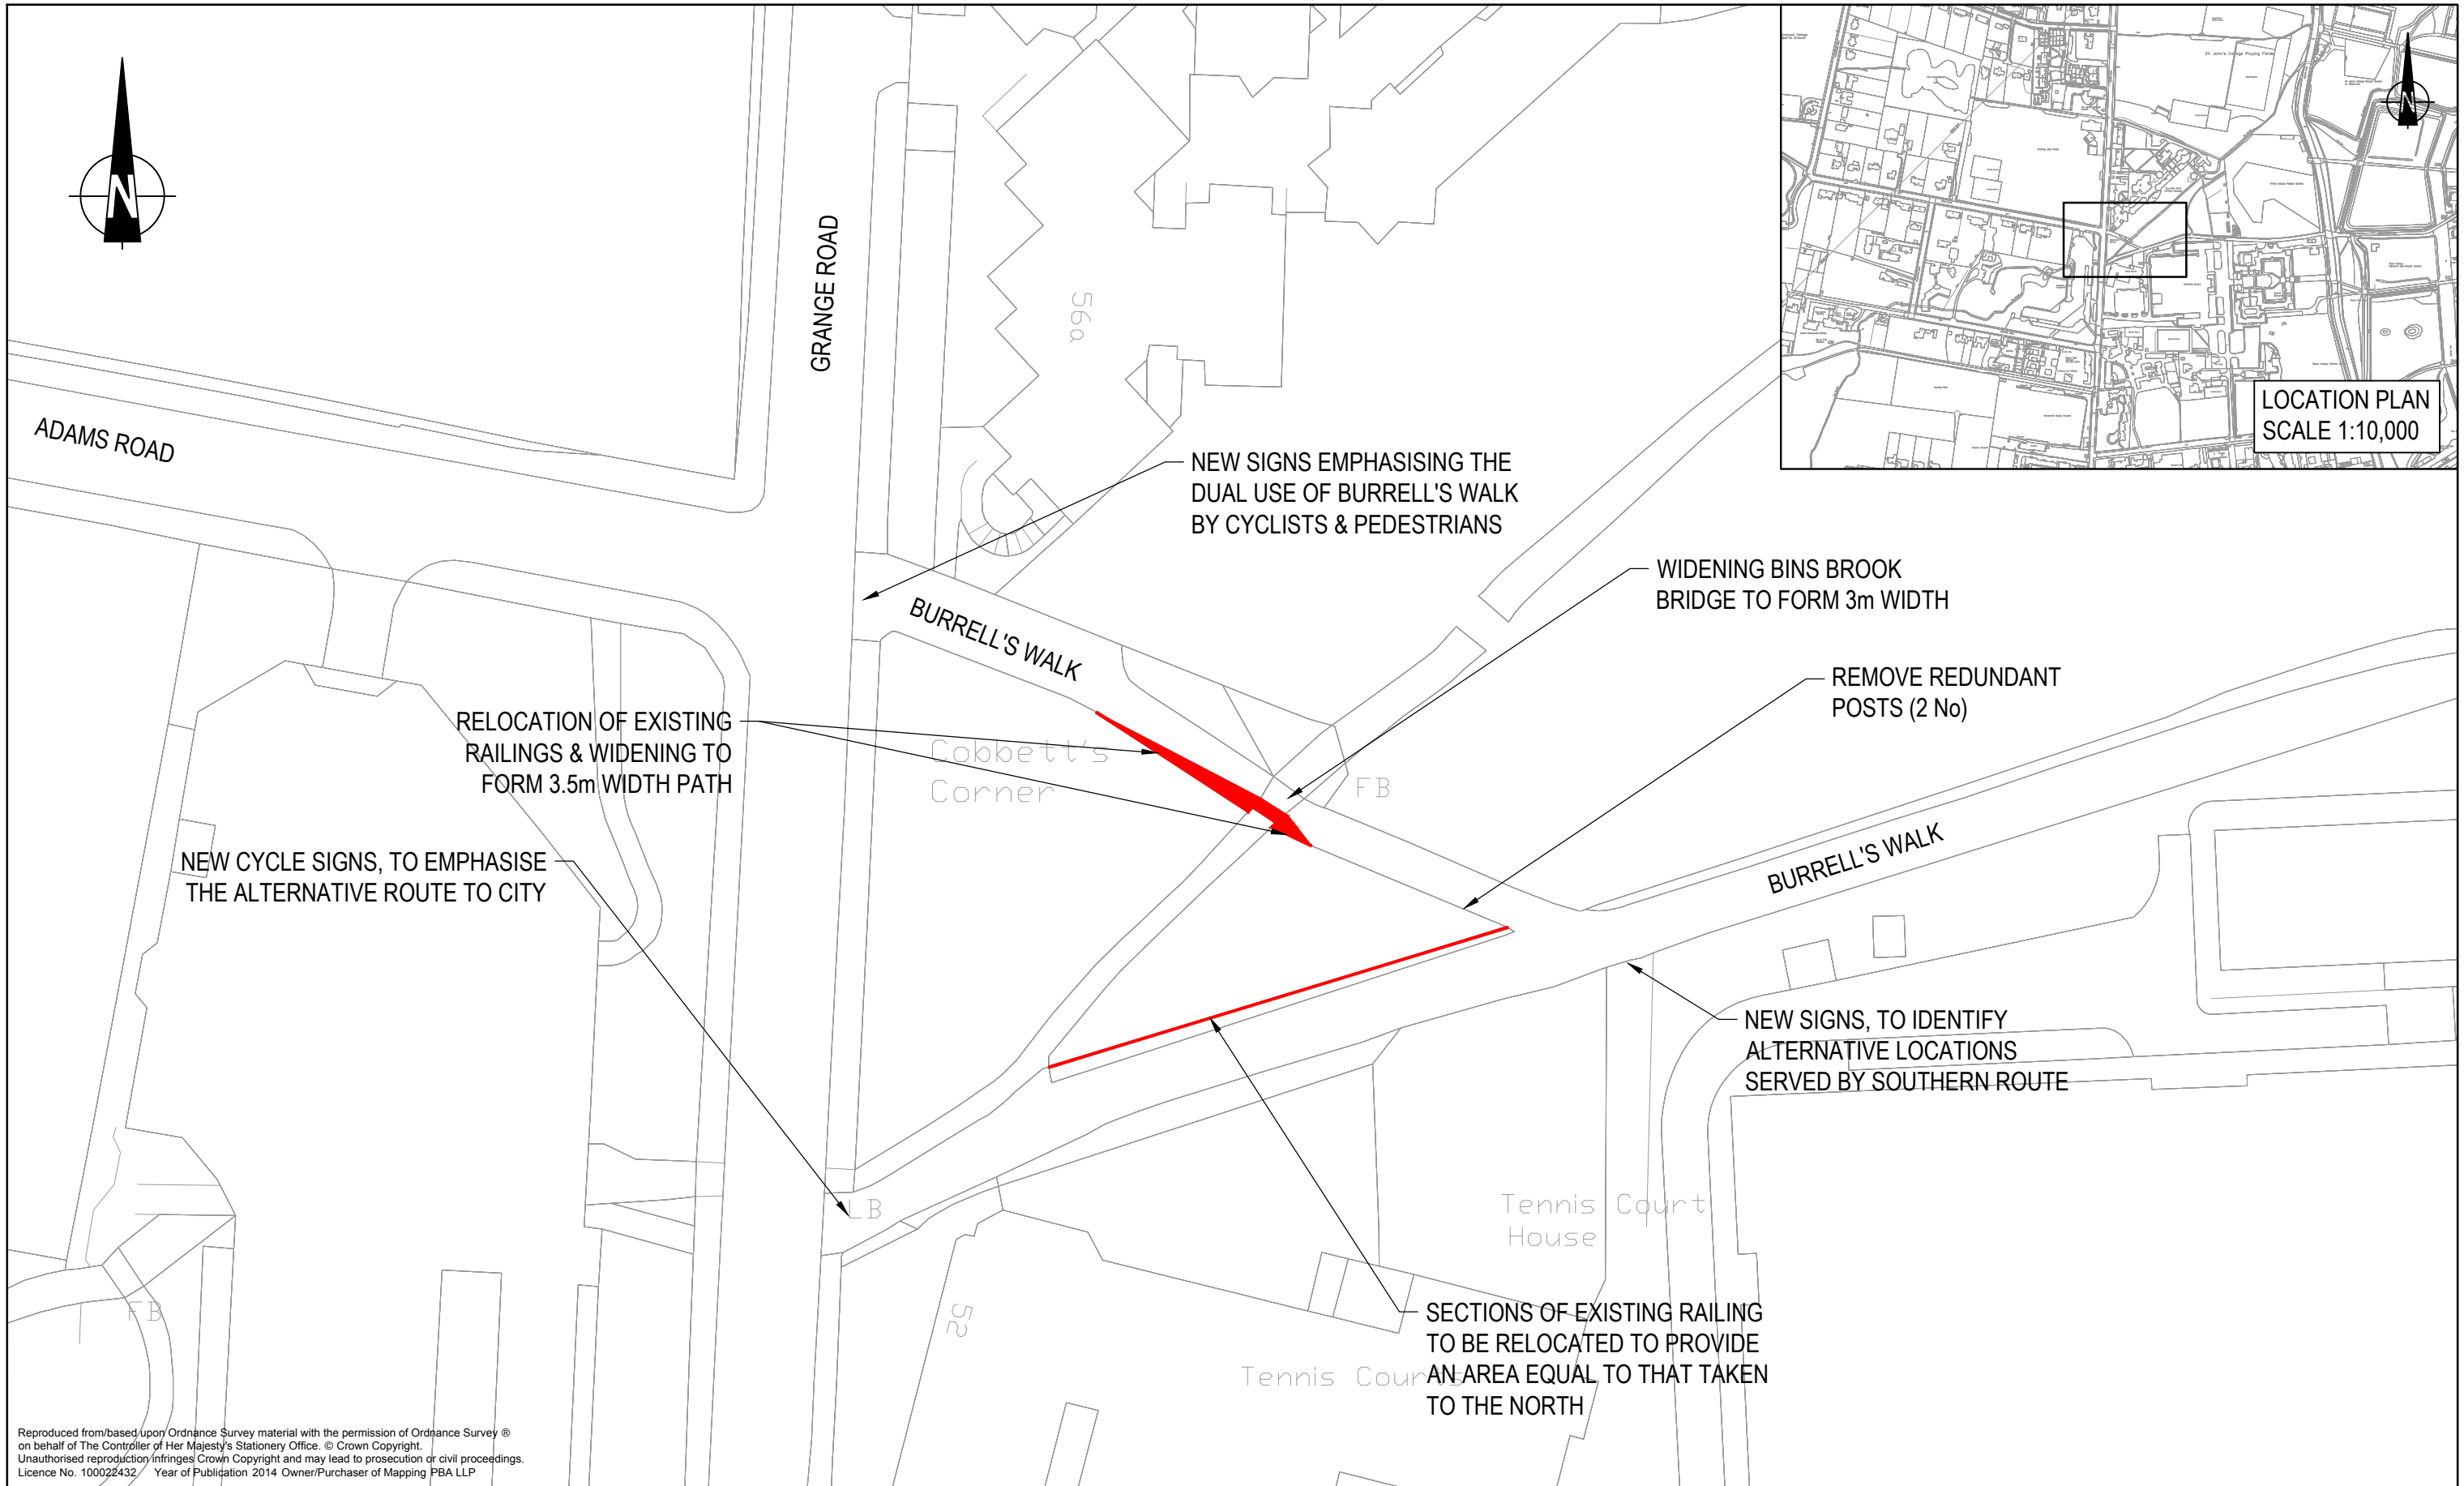 N
GRANGE ROAD
ADAMS ROAD
56a
St John's College Playing Fields
N
LOCATION PLAN
SCALE 1:10,000
NEW SIGNS EMPHASISING THE
DUAL USE OF BURRELL'S WALK
BY CYCLISTS & PEDESTRIANS
WIDENING BINS BROOK
BRIDGE TO FORM 3m WIDTH
BURRELL'S WALK
REMOVE REDUNDANT
POSTS (2 No)
RELOCATION OF EXISTING
RAILINGS & WIDENING TO
FORM 3.5m WIDTH PATH
Cobbett's
Corner
FB
NEW CYCLE SIGNS, TO EMPHASISE
THE ALTERNATIVE ROUTE TO CITY
BURRELL'S WALK
NEW SIGNS, TO IDENTIFY
ALTERNATIVE LOCATIONS
SERVED BY SOUTHERN ROUTE
LB
Tennis Court
House
FB
52
SECTIONS OF EXISTING RAILING
TO BE RELOCATED TO PROVIDE
AN AREA EQUAL TO THAT TAKEN
TO THE NORTH
Tennis Courts
Reproduced from/based upon Ordnance Survey material with the permission of Ordnance Survey ®
on behalf of The Controller of Her Majesty's Stationery Office. © Crown Copyright.
Unauthorised reproduction infringes Crown Copyright and may lead to prosecution or civil proceedings.
Licence No. 100022432 Year of Publication 2014 Owner/Purchaser of Mapping PBA LLP